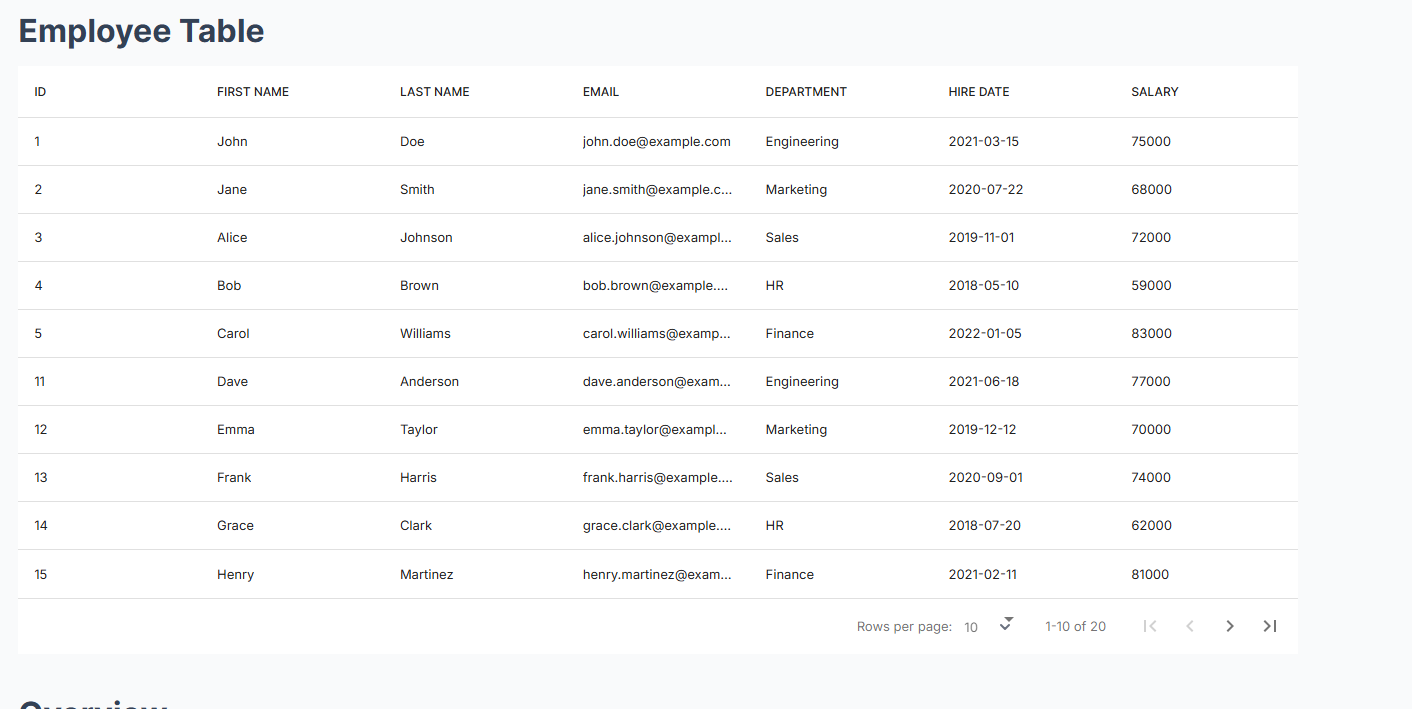 Employee Table
ID FIRST NAME LAST NAME EMAIL DEPARTMENT HIRE DATE SALARY
1 John Doe john.doe@example.com Engineering 2021-03-15 75000
2 Jane Smith jane.smith@example.c... Marketing 2020-07-22 68000
3 Alice Johnson alice.johnson@exampl... Sales 2019-11-01 72000
4 Bob Brown bob.brown@example.... HR 2018-05-10 59000
5 Carol Williams carol.williams@examp... Finance 2022-01-05 83000
11 Dave Anderson dave.anderson@exam... Engineering 2021-06-18 77000
12 Emma Taylor emma.taylor@exampl... Marketing 2019-12-12 70000
13 Frank Harris frank.harris@example.... Sales 2020-09-01 74000
14 Grace Clark grace.clark@example.... HR 2018-07-20 62000
15 Henry Martinez henry.martinez@exam... Finance 2021-02-11 81000
Rows per page: 10 1-10 of 20
Overview